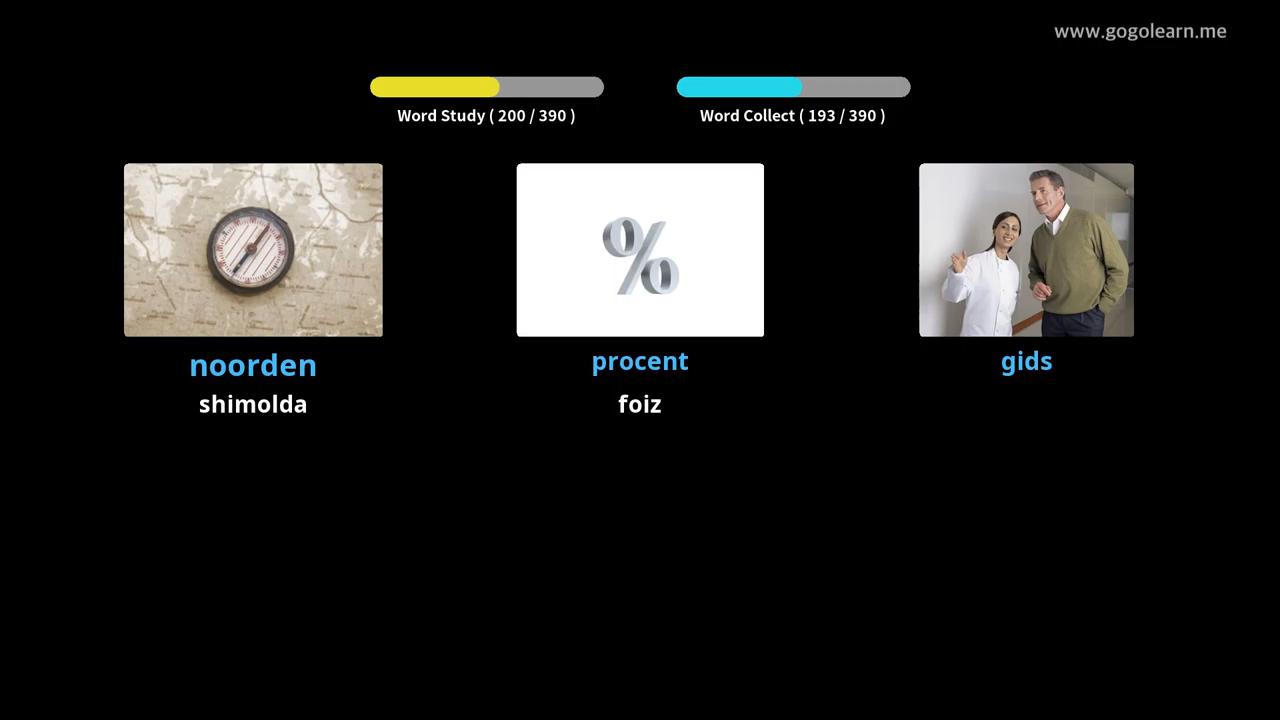 www.gogolearn.me
Word Study ( 200 / 390 )
Word Collect ( 193 / 390 )
%
noorden
procent
gids
shimolda
foiz